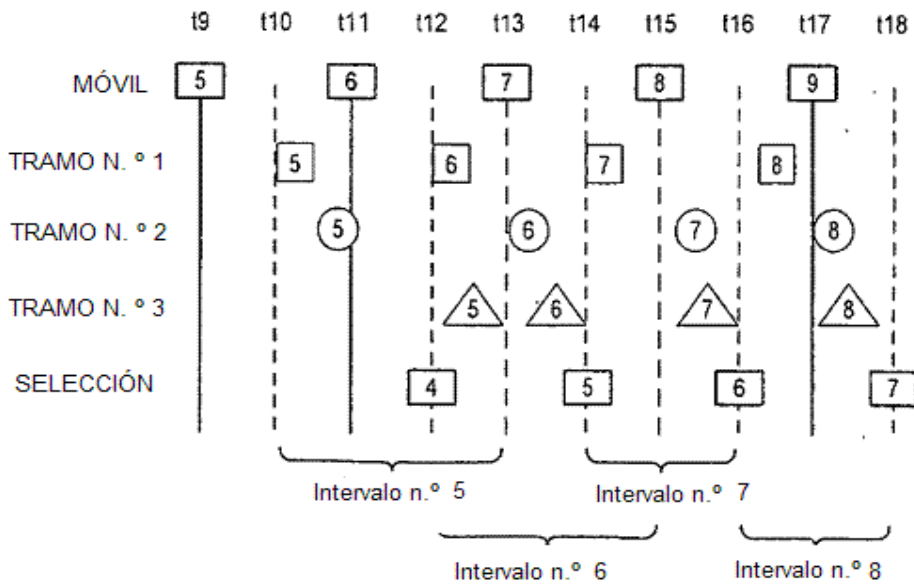 t9 t10 t11 t12 t13 t14 t15 t16 t17 t18
MÓVIL 5 6 7 8 9
TRAMO N. º 1 5 6 7 8
TRAMO N. º 2 5 6 7 8
TRAMO N. º 3 5 6 7 8
SELECCIÓN 4 5 6 7
Intervalo n.º 5 Intervalo n.º 7
Intervalo n.º 6 Intervalo n.º 8